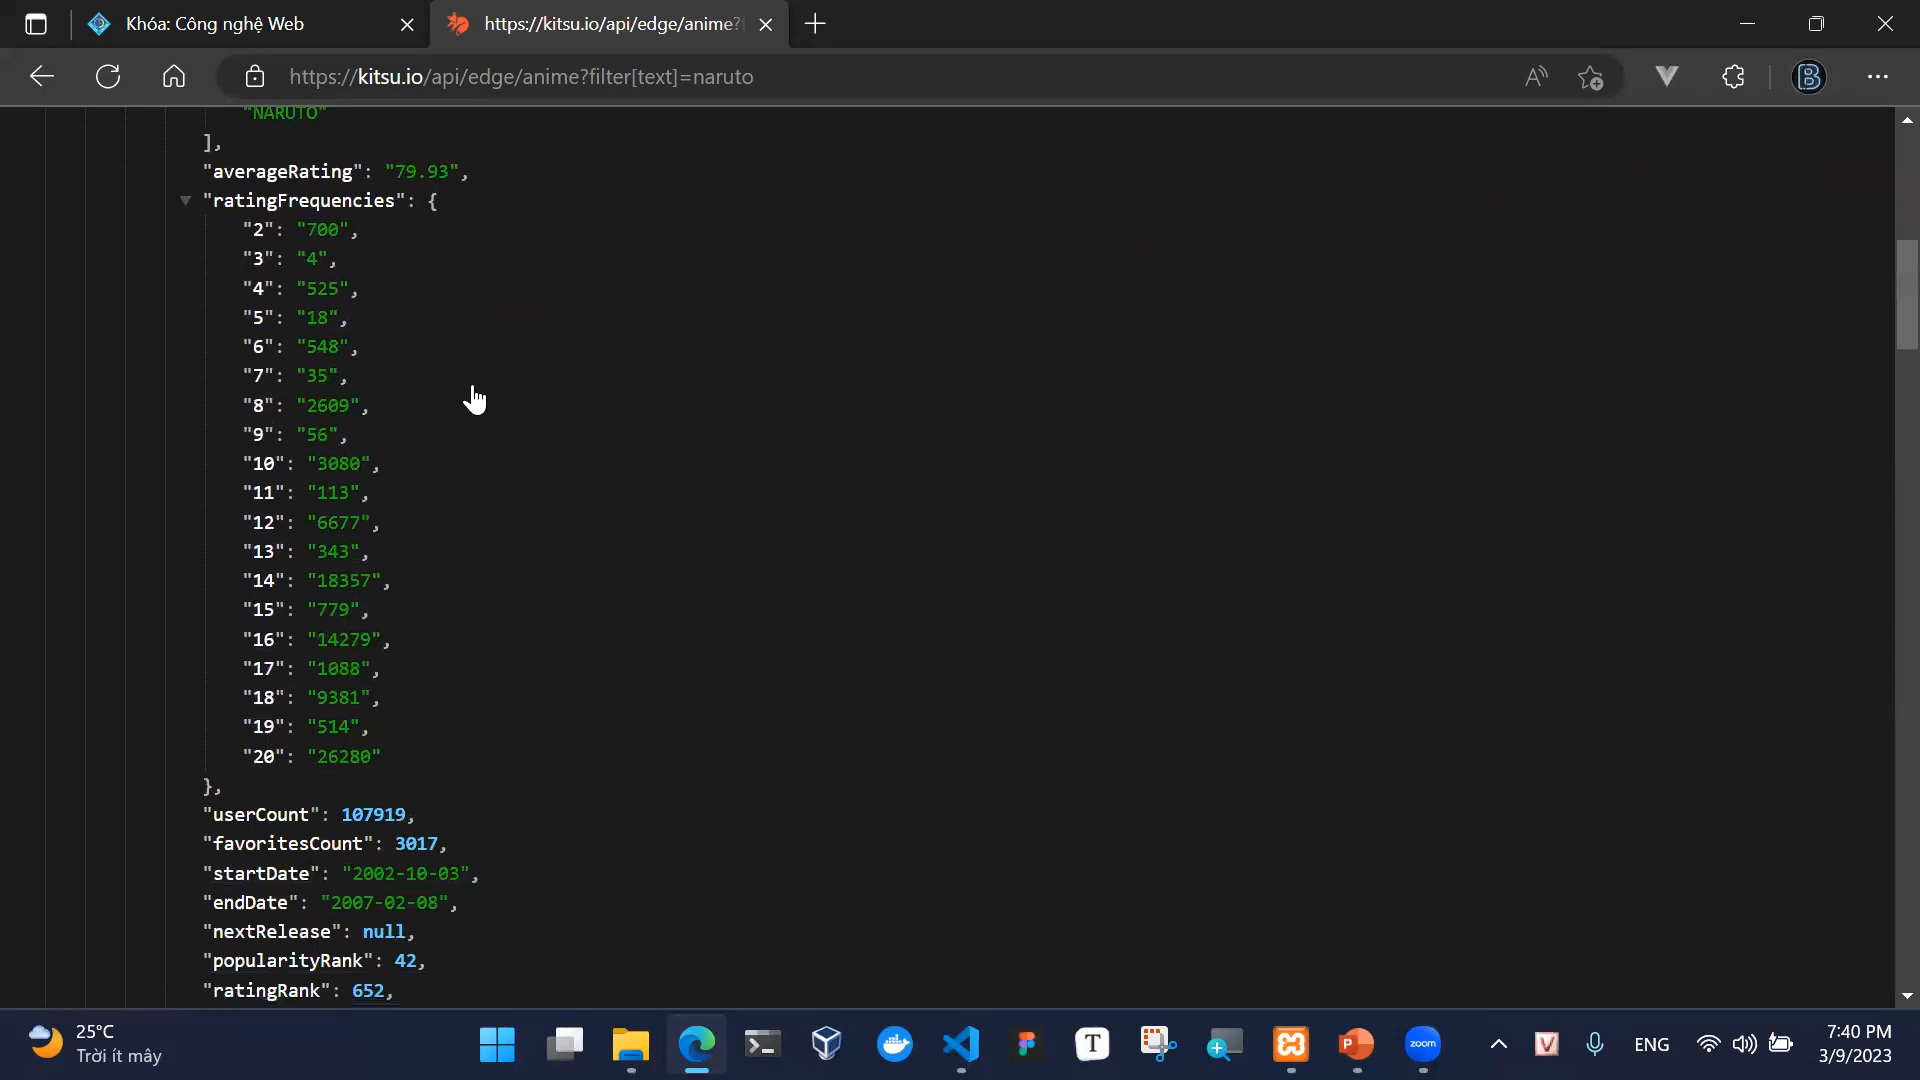 Khóa: Công nghệ Web
https://kitsu.io/api/edge/anime?
https://kitsu.io/api/edge/anime?filter[text]=naruto
"NARUTO"
],
"averageRating": "79.93",
"ratingFrequencies": {
"2": "700",
"3": "4",
"4": "525",
"5": "18",
"6": "548",
"7": "35",
"8": "2609",
"9": "56",
"10": "3080",
"11": "113",
"12": "6677",
"13": "343",
"14": "18357",
"15": "779",
"16": "14279",
"17": "1088",
"18": "9381",
"19": "514",
"20": "26280"
},
"userCount": 107919,
"favoritesCount": 3017,
"startDate": "2002-10-03",
"endDate": "2007-02-08",
"nextRelease": null,
"popularityRank": 42,
"ratingRank": 652,
25°C
Trời ít mây
T
zoom
V
ENG
7:40 PM
3/9/2023